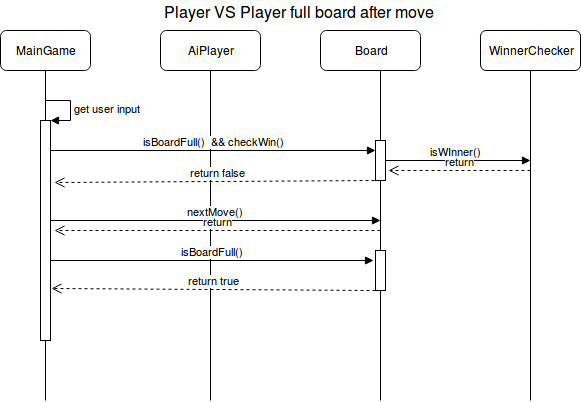 Player VS Player full board after move
MainGame
AiPlayer
Board
WinnerChecker
get user input
isBoardFull() && checkWin()
isWInner()
return
return false
nextMove()
return
isBoardFull()
return true